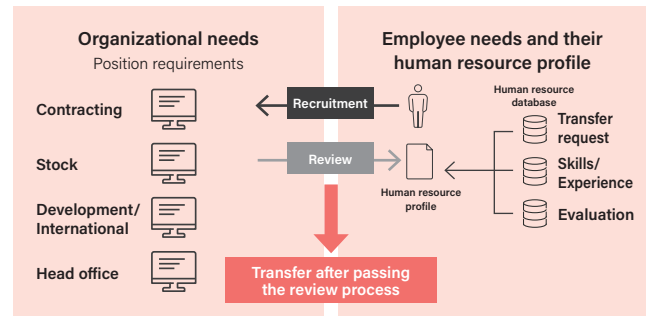 Organizational needs
Position requirements
Contracting
Stock
Development/
International
Head office
Employee needs and their
human resource profile
Recruitment
Review
Human resource
profile
Human resource
database
Transfer
request
Skills/
Experience
Evaluation
Transfer after passing
the review process